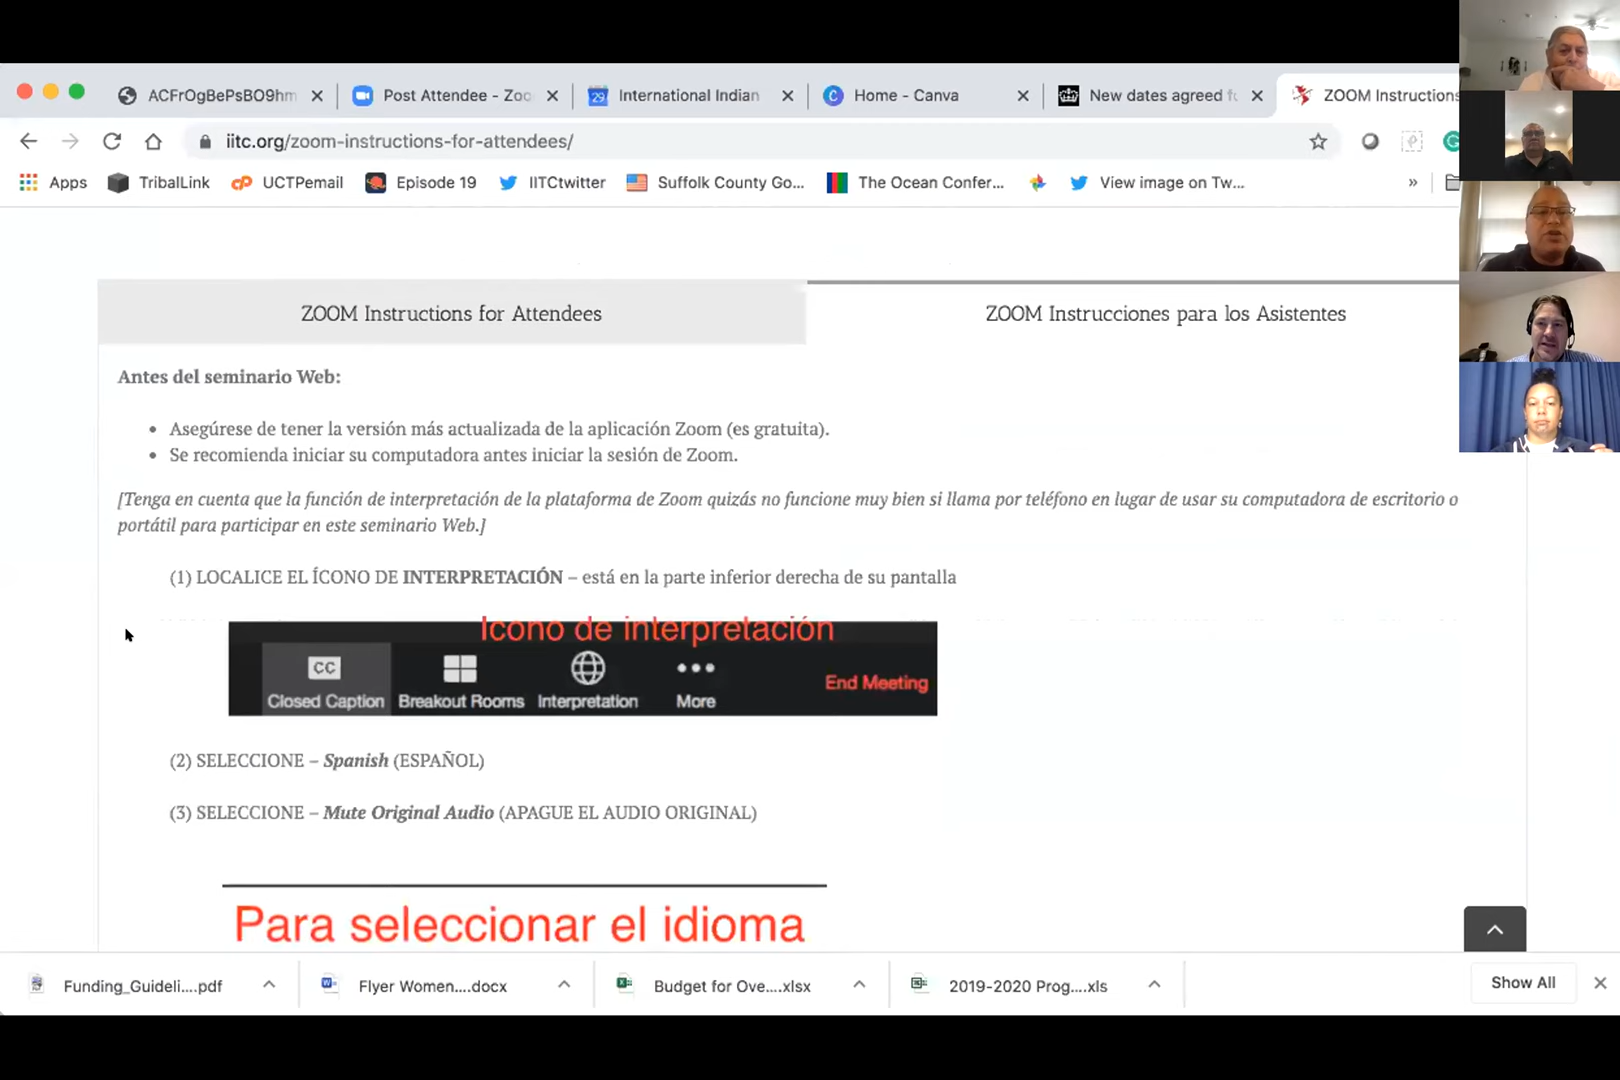 ACFrOgBePsBO9hm
Post Attendee - Zoo
29
International Indian
Home - Canva
New dates agreed fo
ZOOM Instructions
iitc.org/zoom-instructions-for-attendees/
Apps
TribalLink
UCTPemail
Episode 19
IITCtwitter
Suffolk County Go...
The Ocean Confer...
View image on Tw...
»
ZOOM Instructions for Attendees
ZOOM Instrucciones para los Asistentes
Antes del seminario Web:
• Asegúrese de tener la versión más actualizada de la aplicación Zoom (es gratuita).
• Se recomienda iniciar su computadora antes iniciar la sesión de Zoom.
[Tenga en cuenta que la función de interpretación de la plataforma de Zoom quizás no funcione muy bien si llama por teléfono en lugar de usar su computadora de escritorio o
portátil para participar en este seminario Web.]
(1) LOCALICE EL ÍCONO DE INTERPRETACIÓN – está en la parte inferior derecha de su pantalla
Icono de interpretación
CC
Closed Caption
Breakout Rooms
Interpretation
More
End Meeting
(2) SELECCIONE – Spanish (ESPAÑOL)
(3) SELECCIONE – Mute Original Audio (APAGUE EL AUDIO ORIGINAL)
Para seleccionar el idioma
Funding_Guideli....pdf
Flyer Women....docx
Budget for Ove....xlsx
2019-2020 Prog....xls
Show All